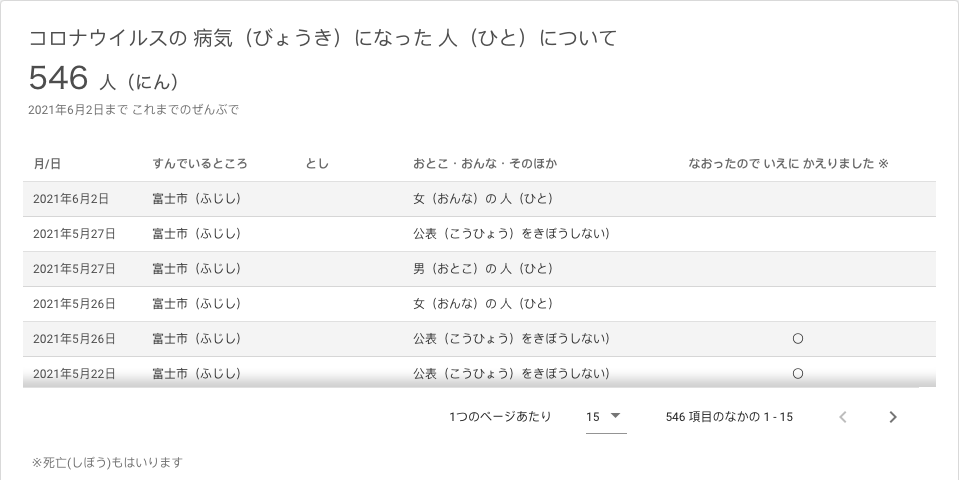 コロナウイルスの 病気（びょうき）になった 人（ひと）について
546 人（にん）
2021年6月2日まで これまでのぜんぶで
月/日 すんでいるところ とし おとこ・おんな・そのほか なおったので いえに かえりました ※
2021年6月2日 富士市（ふじし） 女（おんな）の 人（ひと）
2021年5月27日 富士市（ふじし） 公表（こうひょう）をきぼうしない）
2021年5月27日 富士市（ふじし） 男（おとこ）の 人（ひと）
2021年5月26日 富士市（ふじし） 女（おんな）の 人（ひと）
2021年5月26日 富士市（ふじし） 公表（こうひょう）をきぼうしない） 〇
2021年5月22日 富士市（ふじし） 公表（こうひょう）をきぼうしない） 〇
1つのページあたり 15 546 項目のなかの 1 - 15
※死亡(しぼう)もはいります